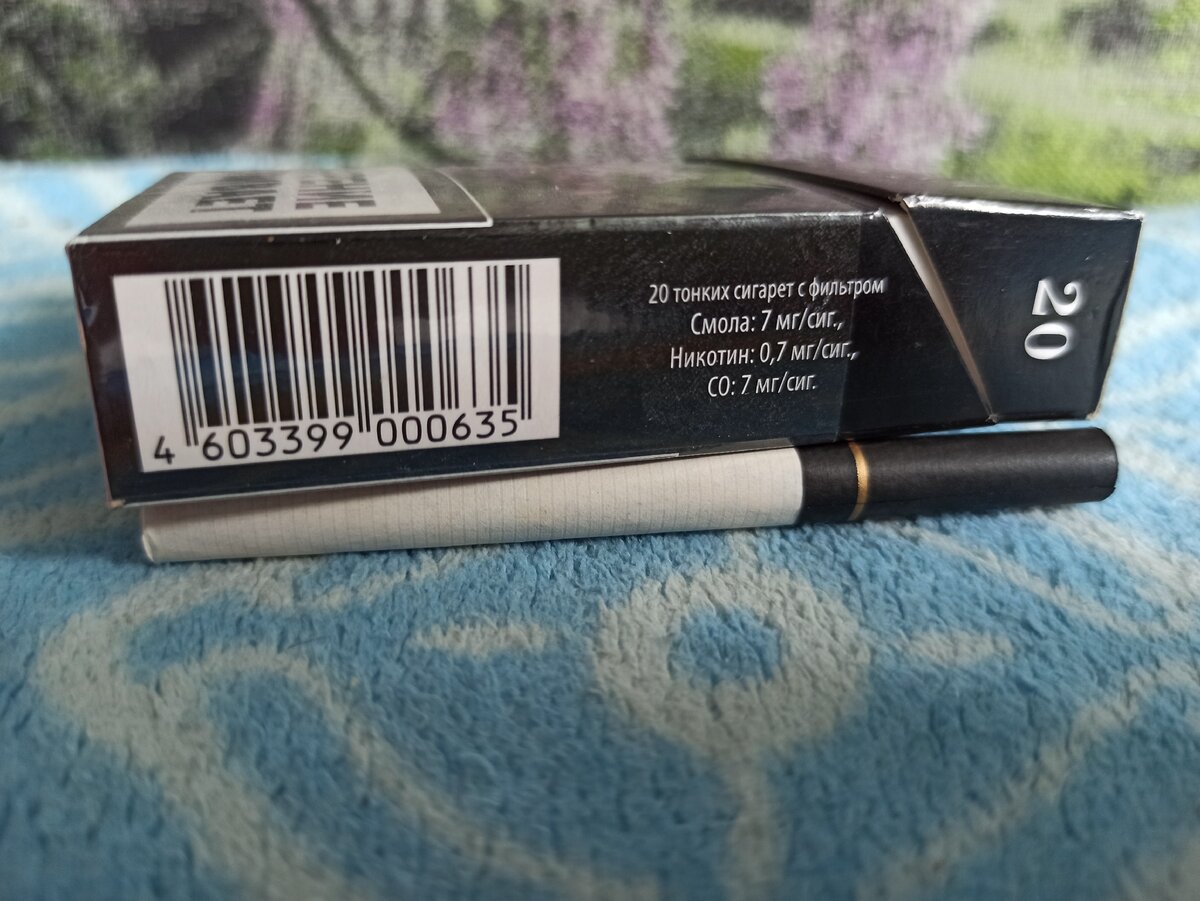 20 тонких сигарет с фильтром
Смола: 7 мг/сиг.,
Никотин: 0,7 мг/сиг.,
СО: 7 мг/сиг.
20
4 603399 000635